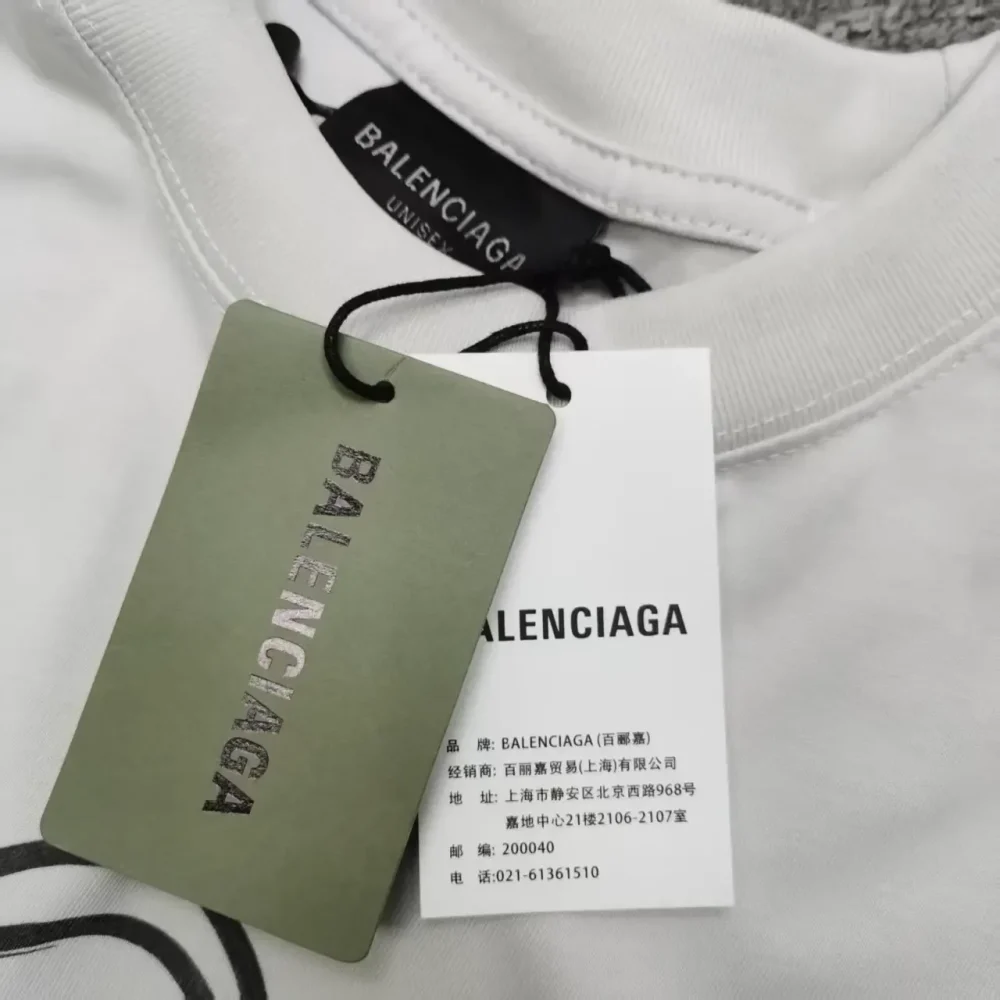 BALENCIAGA
UNISEX
BALENCIAGA
ALENCIAGA
品 牌: BALENCIAGA (百郦嘉)
经销商: 百丽嘉贸易(上海)有限公司
地 址: 上海市静安区北京西路968号
嘉地中心21楼2106-2107室
邮 编: 200040
电 话:021-61361510